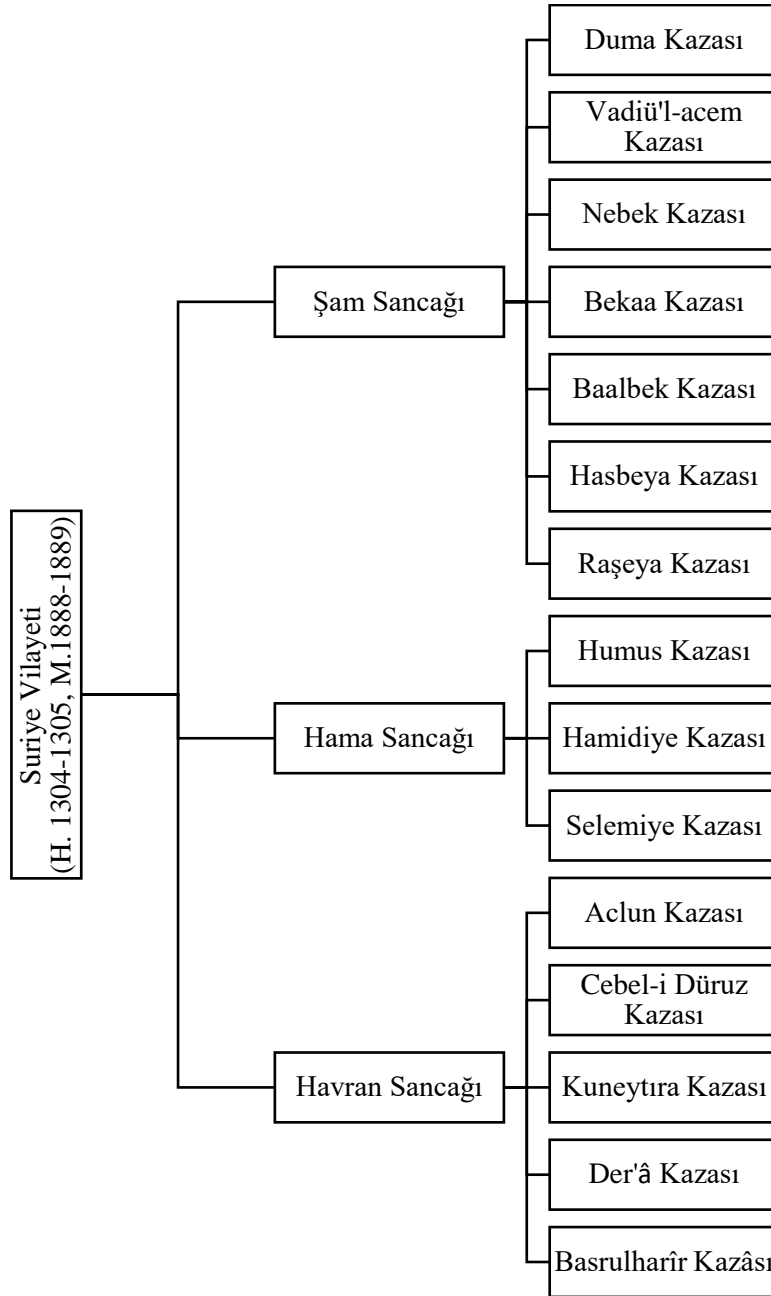 Suriye Vilayeti
(H. 1304-1305, M.1888-1889)
Şam Sancağı
Duma Kazası
Vadiü'l-acem
Kazası
Nebek Kazası
Bekaa Kazası
Baalbek Kazası
Hasbeya Kazası
Raşeya Kazası
Hama Sancağı
Humus Kazası
Hamidiye Kazası
Selemiye Kazası
Havran Sancağı
Aclun Kazası
Cebel-i Düruz
Kazası
Kuneytıra Kazası
Der'â Kazası
Basrulharîr Kazâsı